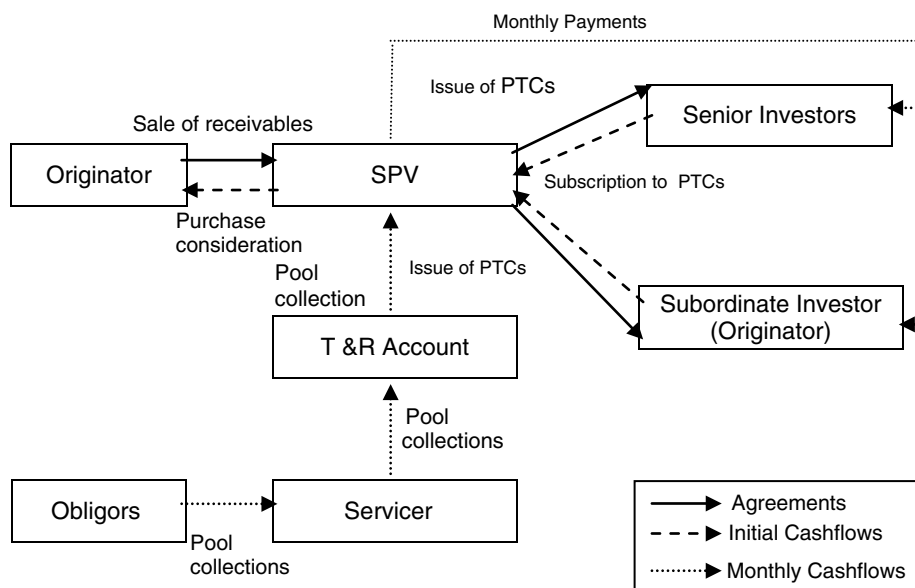 Monthly Payments
Issue of PTCs
Senior Investors
Sale of receivables
Originator
SPV
Subscription to PTCs
Purchase
consideration
Pool
collection
Issue of PTCs
Subordinate Investor
(Originator)
T &R Account
Pool
collections
Obligors
Servicer
Pool
collections
Agreements
Initial Cashflows
Monthly Cashflows